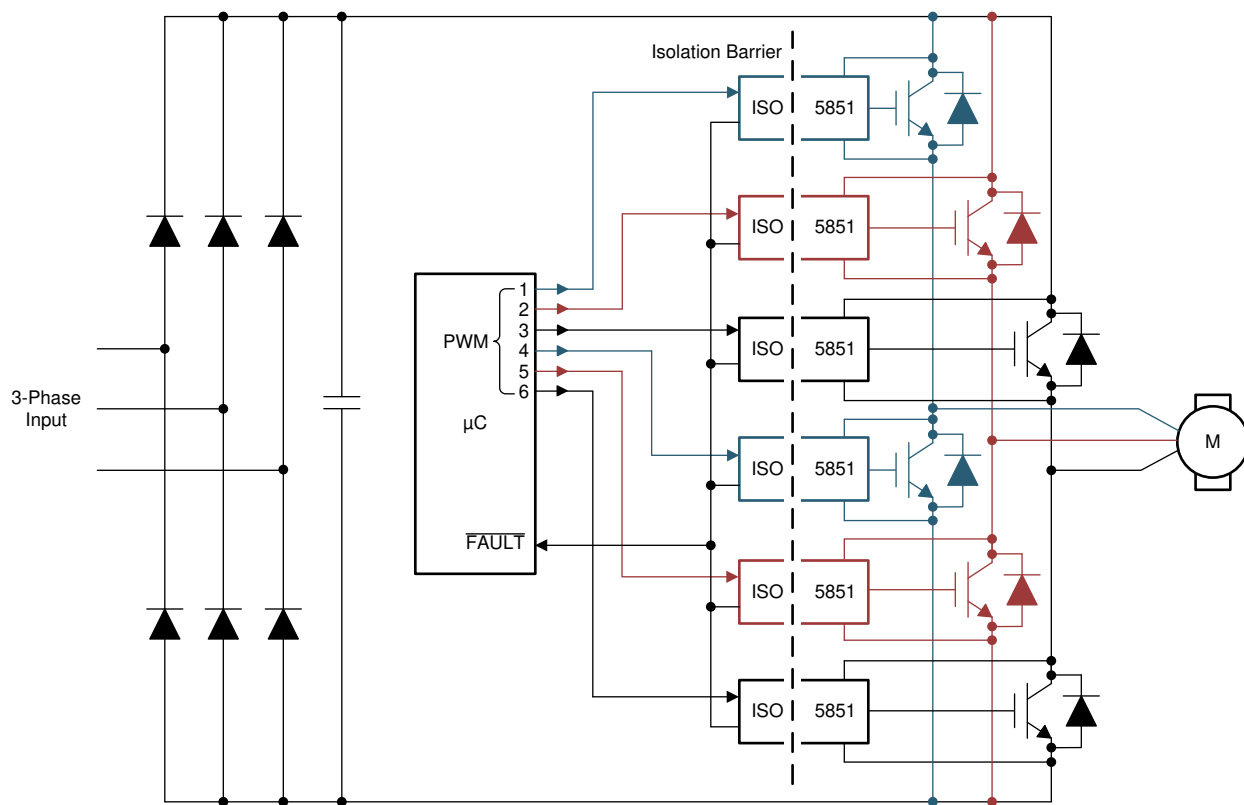 Isolation Barrier
ISO 5851
ISO 5851
1
2
3
PWM
4
5
6
ISO 5851
3-Phase
Input
µC
M
ISO 5851
FAULT
ISO 5851
ISO 5851